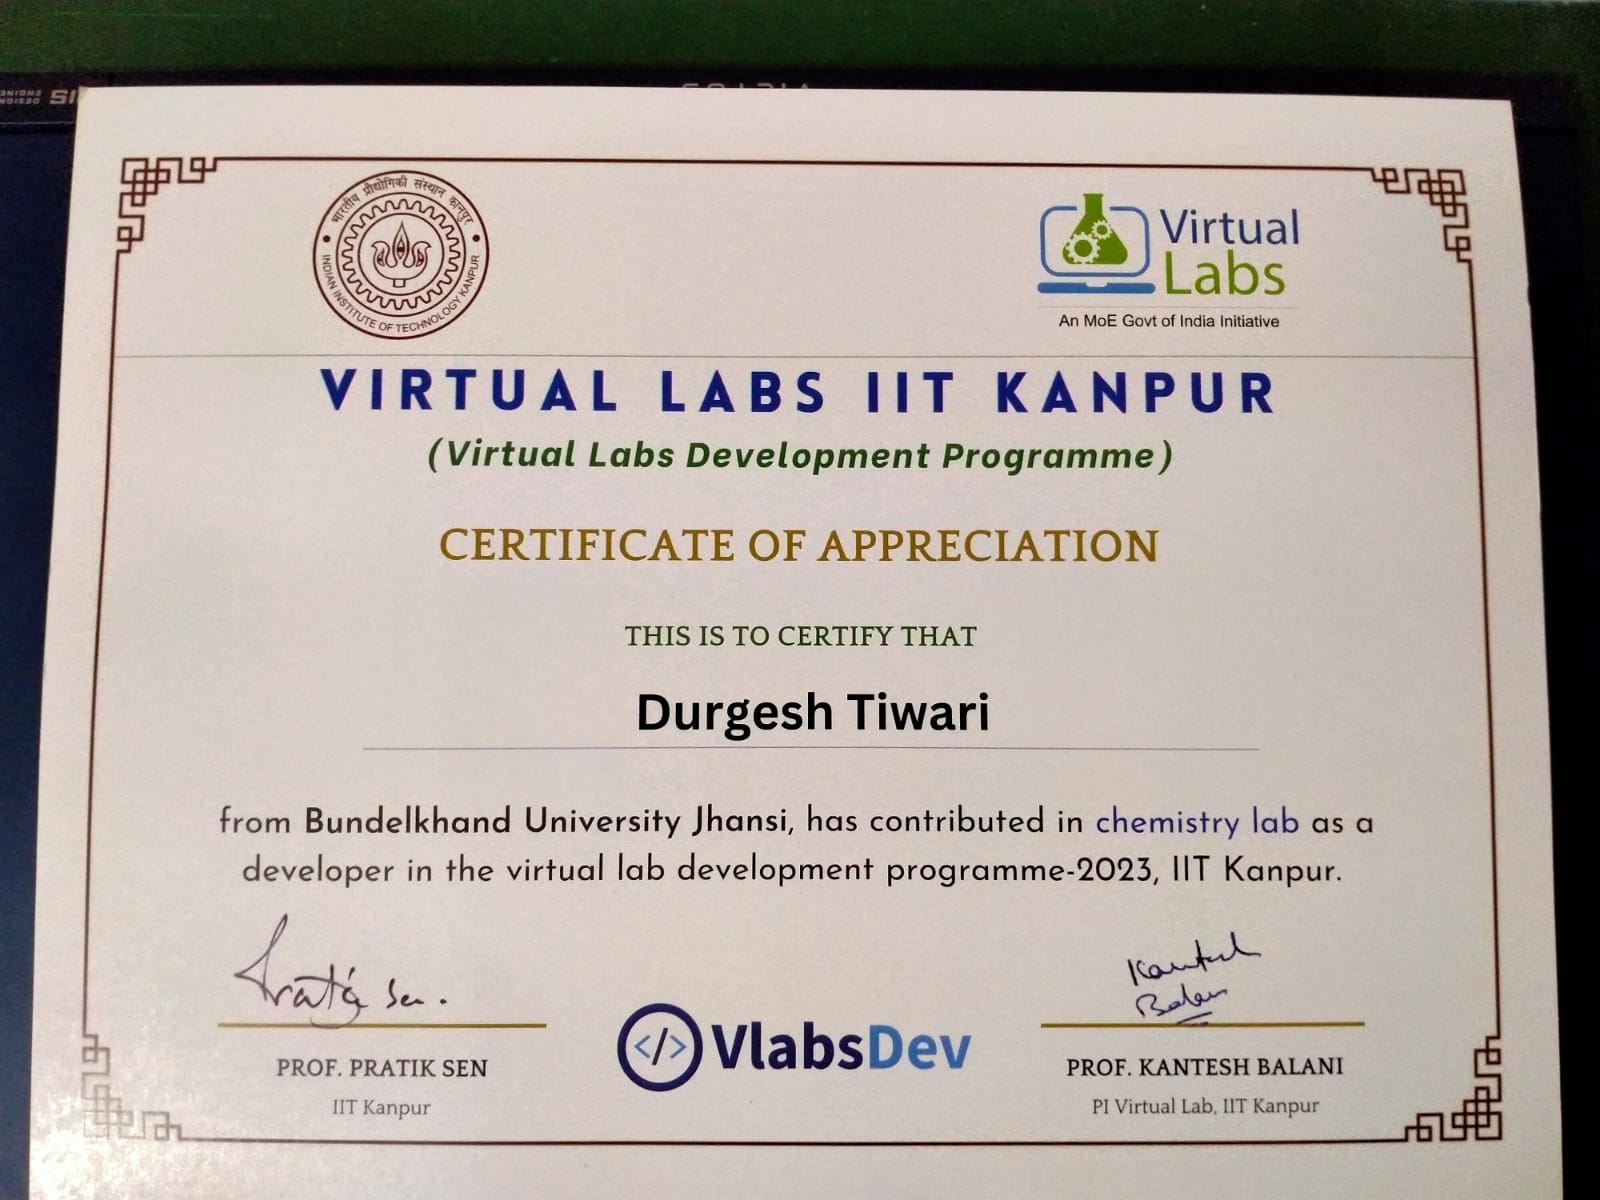 भारतीय प्रौद्योगिकी संस्थान कानपुर
INDIAN INSTITUTE OF TECHNOLOGY KANPUR
Virtual
Labs
An MoE Govt of India Initiative
VIRTUAL LABS IIT KANPUR
(Virtual Labs Development Programme)
CERTIFICATE OF APPRECIATION
THIS IS TO CERTIFY THAT
Durgesh Tiwari
from Bundelkhand University Jhansi, has contributed in chemistry lab as a
developer in the virtual lab development programme-2023, IIT Kanpur.
Pratik Sen.
Kantesh
Balani
</> VlabsDev
PROF. PRATIK SEN
IIT Kanpur
PROF. KANTESH BALANI
PI Virtual Lab, IIT Kanpur